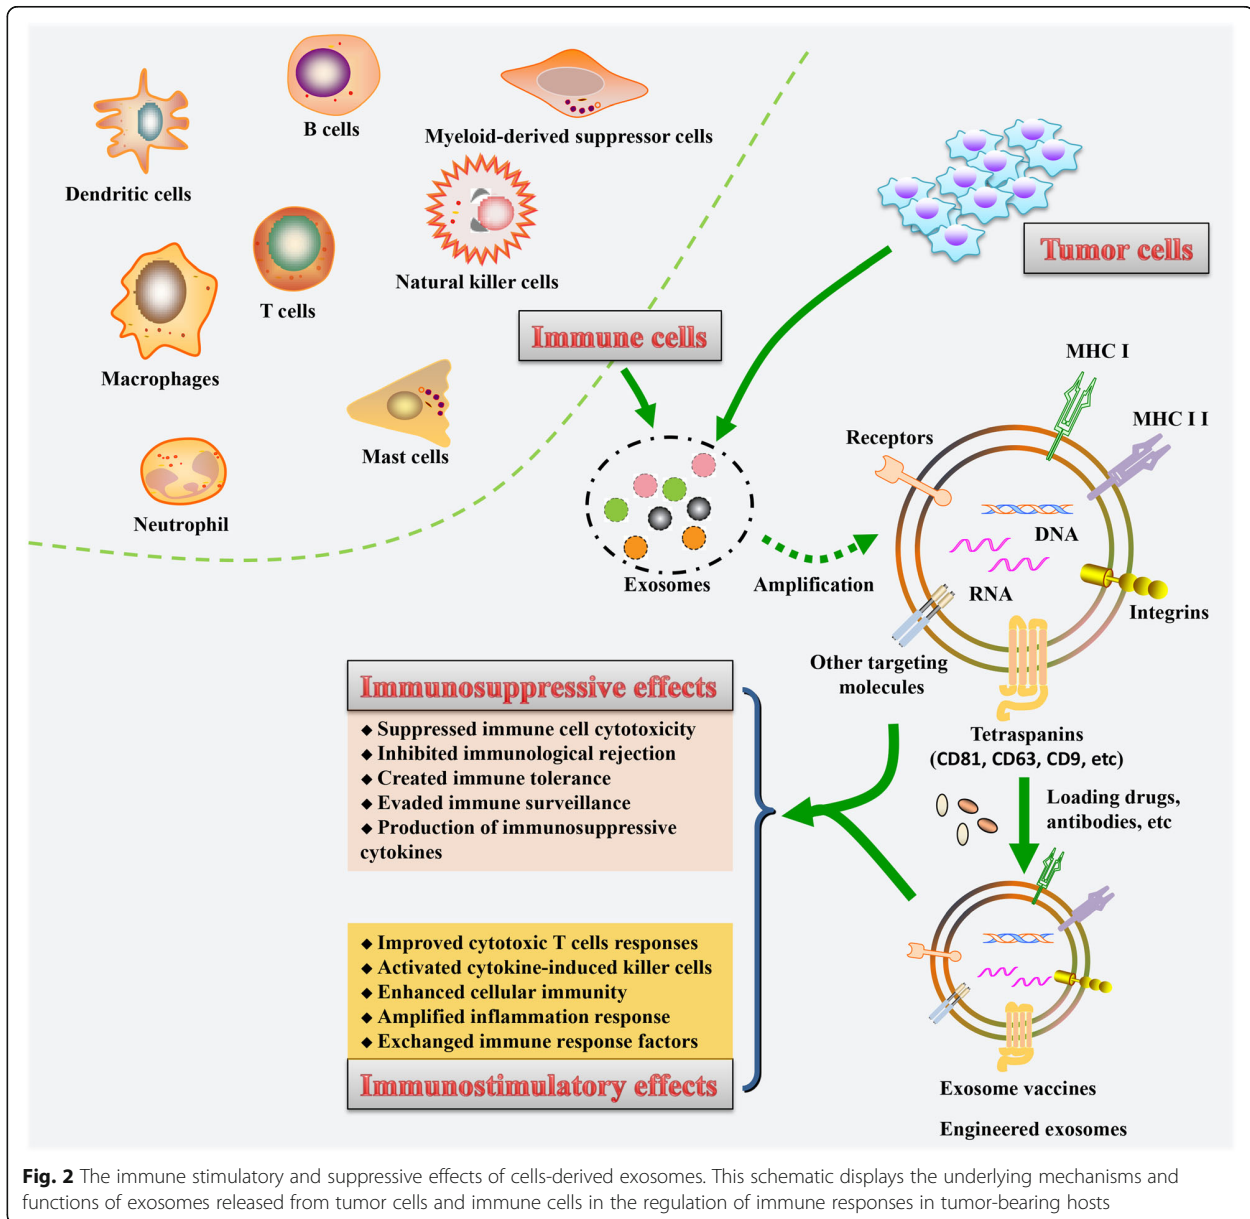 B cells
Myeloid-derived suppressor cells
Dendritic cells
Natural killer cells
T cells
Macrophages
Mast cells
Neutrophil
Immune cells
Tumor cells
MHC I
MHC I I
Receptors
DNA
RNA
Integrins
Exosomes
Amplification
Other targeting
molecules
Tetraspanins
(CD81, CD63, CD9, etc)
Loading drugs,
antibodies, etc
Exosome vaccines
Engineered exosomes
Immunosuppressive effects
◆ Suppressed immune cell cytotoxicity
◆ Inhibited immunological rejection
◆ Created immune tolerance
◆ Evaded immune surveillance
◆ Production of immunosuppressive
cytokines
◆ Improved cytotoxic T cells responses
◆ Activated cytokine-induced killer cells
◆ Enhanced cellular immunity
◆ Amplified inflammation response
◆ Exchanged immune response factors
Immunostimulatory effects
Fig. 2 The immune stimulatory and suppressive effects of cells-derived exosomes. This schematic displays the underlying mechanisms and
functions of exosomes released from tumor cells and immune cells in the regulation of immune responses in tumor-bearing hosts